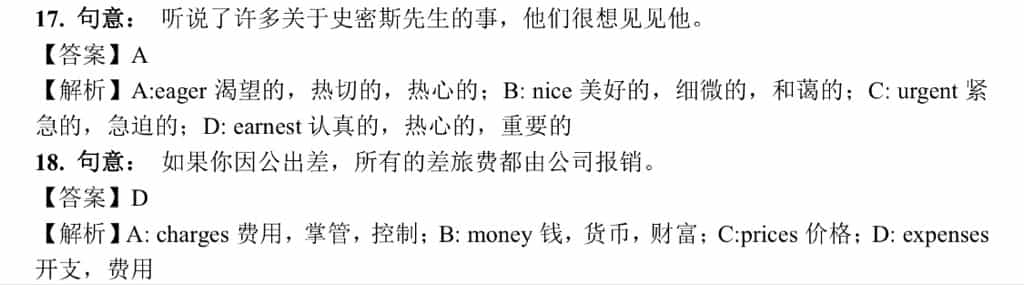 17. 句意： 听说了许多关于史密斯先生的事，他们很想见见他。
【答案】A
【解析】A:eager 渴望的，热切的，热心的；B: nice 美好的，细微的，和蔼的；C: urgent 紧
急的，急迫的；D: earnest 认真的，热心的，重要的
18. 句意： 如果你因公出差，所有的差旅费都由公司报销。
【答案】D
【解析】A: charges 费用，掌管，控制；B: money 钱，货币，财富；C:prices 价格；D: expenses
开支，费用